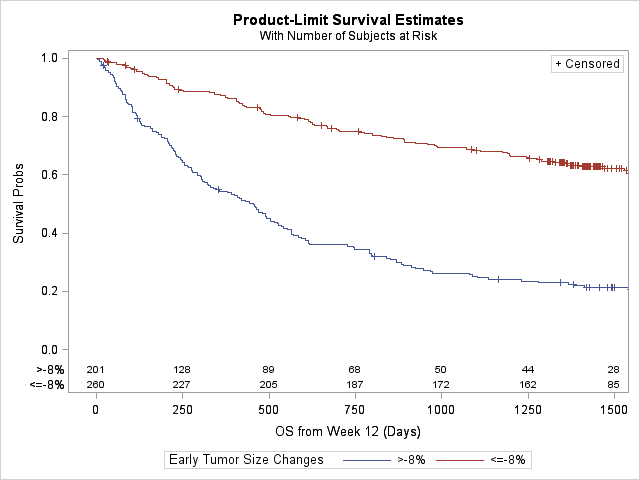 Product-Limit Survival Estimates
With Number of Subjects at Risk
+ Censored
1.0
0.8
0.6
0.4
0.2
0.0
Survival Probs
>-8% 201 128 89 68 50 44 28
<=-8% 260 227 205 187 172 162 85
0 250 500 750 1000 1250 1500
OS from Week 12 (Days)
Early Tumor Size Changes >-8% <=-8%